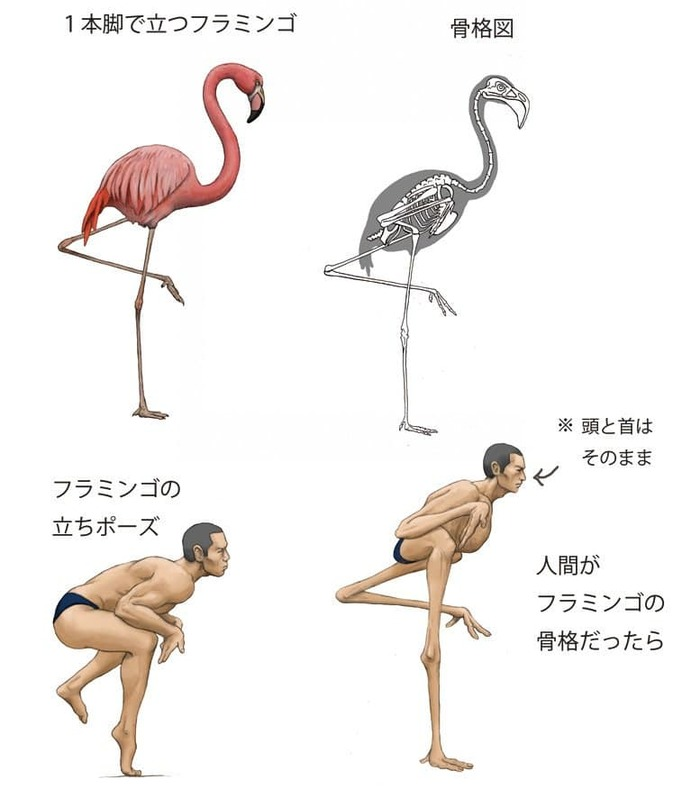 １本脚で立つフラミンゴ
骨格図
※ 頭と首は
そのまま
フラミンゴの
立ちポーズ
人間が
フラミンゴの
骨格だったら